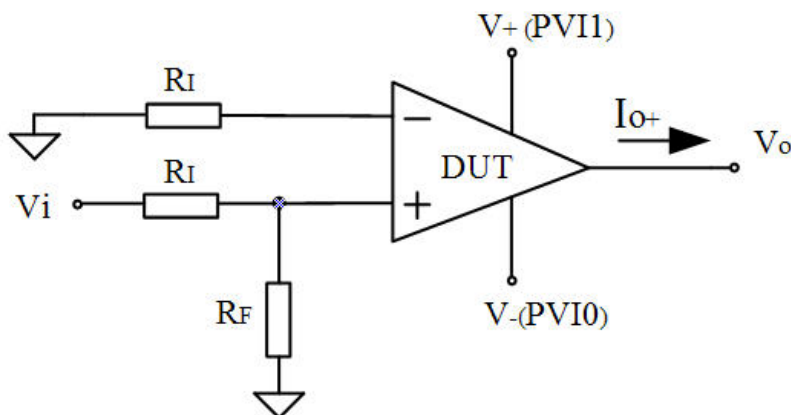 V+(PVI1)
RI
Io+
Vo
DUT
RI
Vi
RF
V-(PVI0)